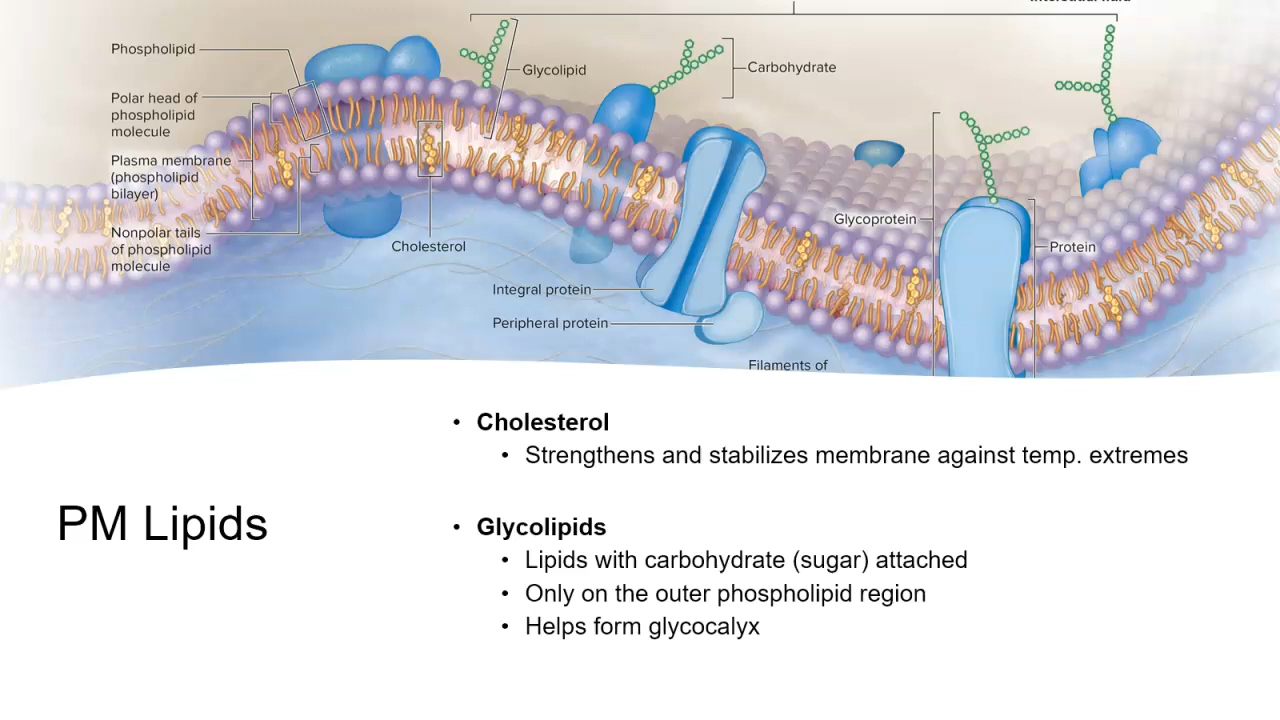 Phospholipid
Polar head of
phospholipid
molecule
Plasma membrane
(phospholipid
bilayer)
Nonpolar tails
of phospholipid
molecule
Cholesterol
Glycolipid
Carbohydrate
Integral protein
Peripheral protein
Glycoprotein
Protein
Filaments of
PM Lipids
• Cholesterol
• Strengthens and stabilizes membrane against temp. extremes
• Glycolipids
• Lipids with carbohydrate (sugar) attached
• Only on the outer phospholipid region
• Helps form glycocalyx